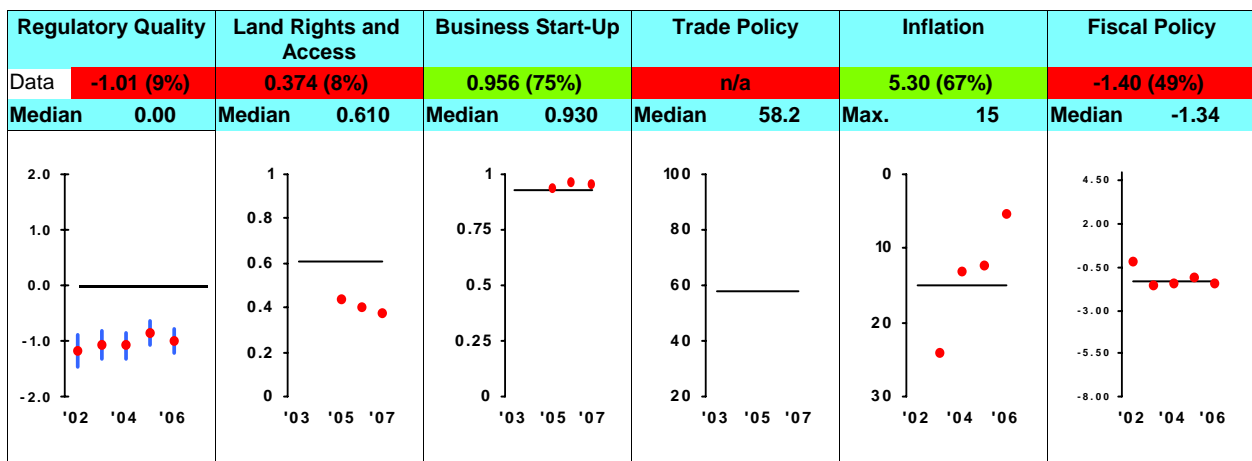 Regulatory Quality
Land Rights and
Access
Business Start-Up
Trade Policy
Inflation
Fiscal Policy
Data -1.01 (9%)
0.374 (8%)
0.956 (75%)
n/a
5.30 (67%)
-1.40 (49%)
Median 0.00
Median 0.610
Median 0.930
Median 58.2
Max. 15
Median -1.34
2.0
1.0
0.0
-1.0
-2.0
'02 '04 '06
1
0.8
0.6
0.4
0.2
0
'03 '05 '07
1
0.75
0.5
0.25
0
'03 '05 '07
100
80
60
40
20
'03 '05 '07
0
10
20
30
'02 '04 '06
4.50
2.00
-0.50
-3.00
-5.50
-8.00
'02 '04 '06